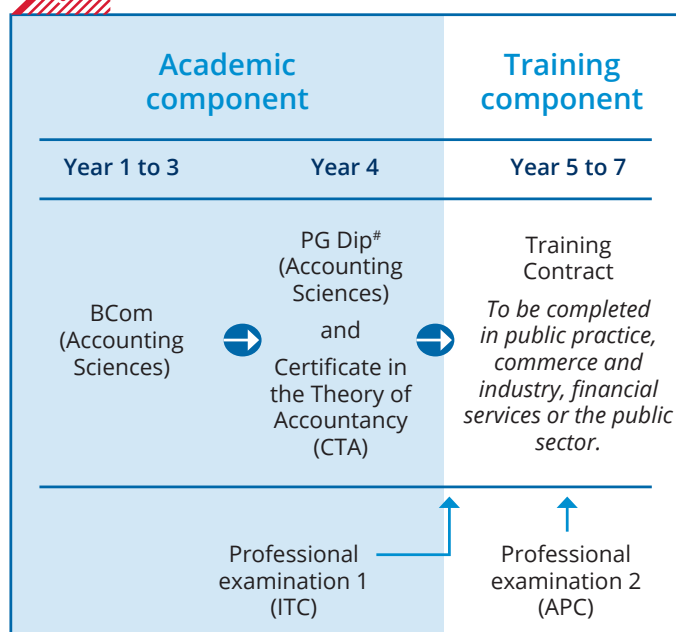 Academic
component
Training
component
Year 1 to 3
Year 4
Year 5 to 7
BCom
(Accounting
Sciences)
PG Dip#
(Accounting
Sciences)
and
Certificate in
the Theory of
Accountancy
(CTA)
Training
Contract
To be completed
in public practice,
commerce and
industry, financial
services or the public
sector.
Professional
examination 1
(ITC)
Professional
examination 2
(APC)